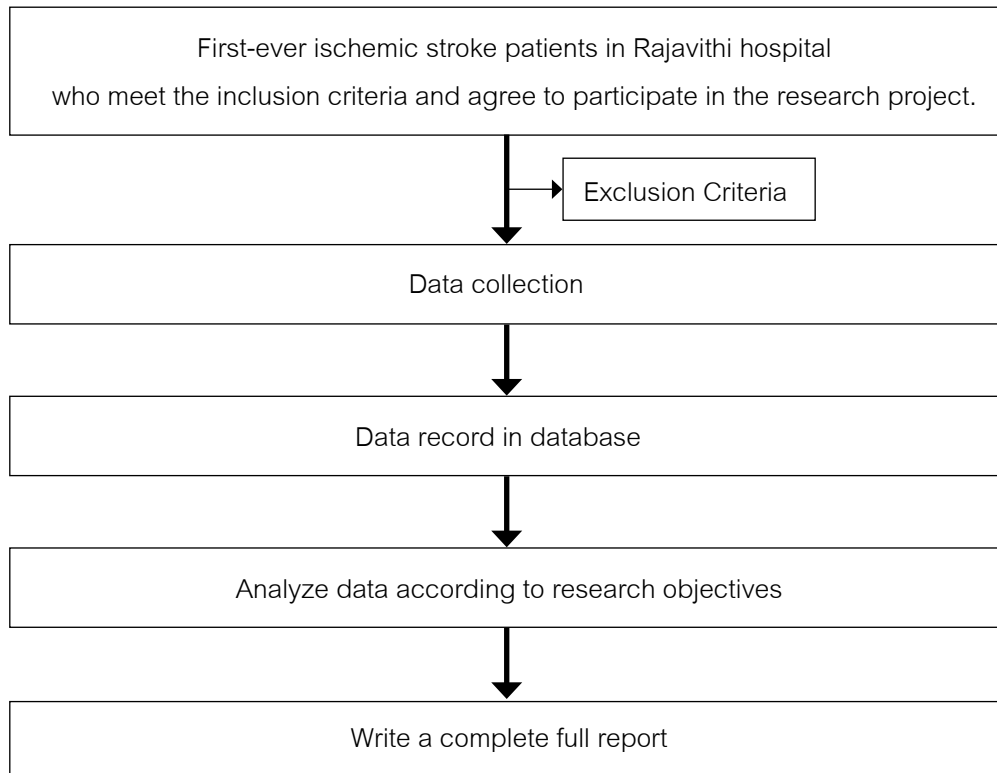 First-ever ischemic stroke patients in Rajavithi hospital
who meet the inclusion criteria and agree to participate in the research project.
Exclusion Criteria
Data collection
Data record in database
Analyze data according to research objectives
Write a complete full report